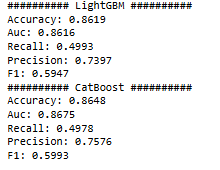 ########## LightGBM ##########
Accuracy: 0.8619
Auc: 0.8616
Recall: 0.4993
Precision: 0.7397
F1: 0.5947
########## CatBoost ##########
Accuracy: 0.8648
Auc: 0.8675
Recall: 0.4978
Precision: 0.7576
F1: 0.5993